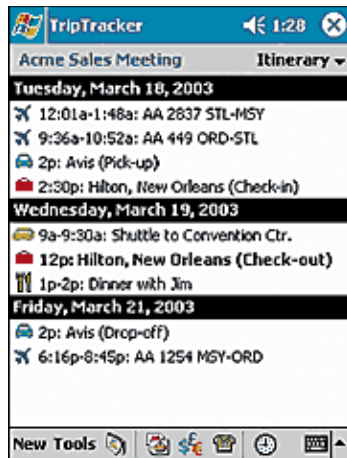 TripTracker 1:28
Acme Sales Meeting Itinerary
Tuesday, March 18, 2003
12:01a-1:48a: AA 2837 STL-MSY
9:36a-10:52a: AA 449 ORD-STL
2p: Avis (Pick-up)
2:30p: Hilton, New Orleans (Check-in)
Wednesday, March 19, 2003
9a-9:30a: Shuttle to Convention Ctr.
12p: Hilton, New Orleans (Check-out)
1p-2p: Dinner with Jim
Friday, March 21, 2003
2p: Avis (Drop-off)
6:16p-8:45p: AA 1254 MSY-ORD
New Tools